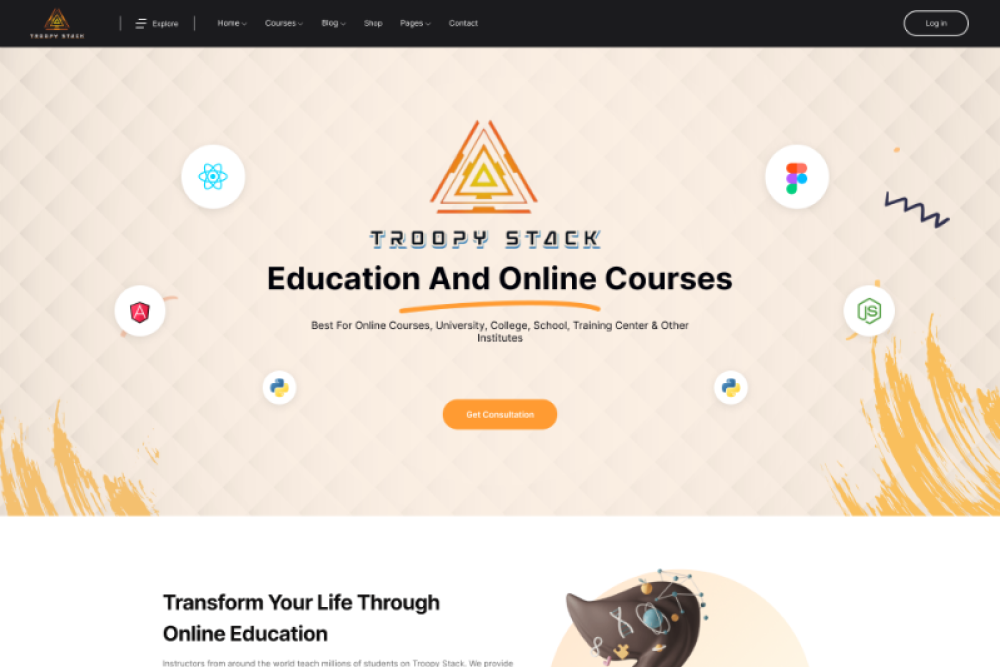 TROOPY STACK
Explore
Home
Courses
Blog
Shop
Pages
Contact
Log in
TROOPY STACK
Education And Online Courses
Best For Online Courses, University, College, School, Training Center & Other
Institutes
JS
A
Get Consultation
Transform Your Life Through
Online Education
Instructors from around the world teach millions of students on Troopy Stack. We provide